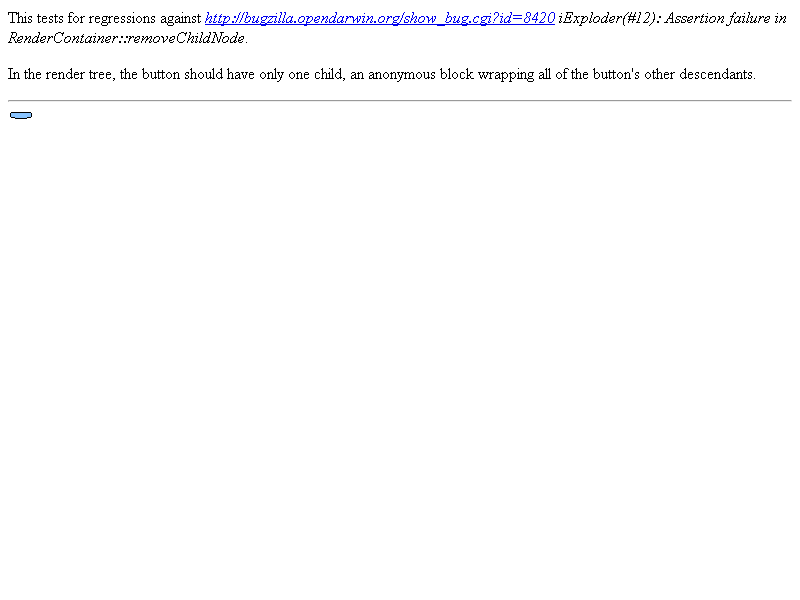 This tests for regressions against http://bugzilla.opendarwin.org/show_bug.cgi?id=8420 iExploder(#12): Assertion failure in
RenderContainer::removeChildNode.
In the render tree, the button should have only one child, an anonymous block wrapping all of the button's other descendants.